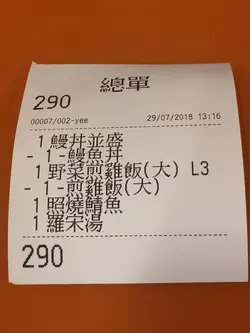 總單
290
00007/002-yee 29/07/2018 13:16
1 鰻丼並盛
- 1 -鰻魚丼
1 野菜煎雞飯(大) L3
- 1 -煎雞飯(大)
1 照燒鯖魚
1 羅宋湯
290